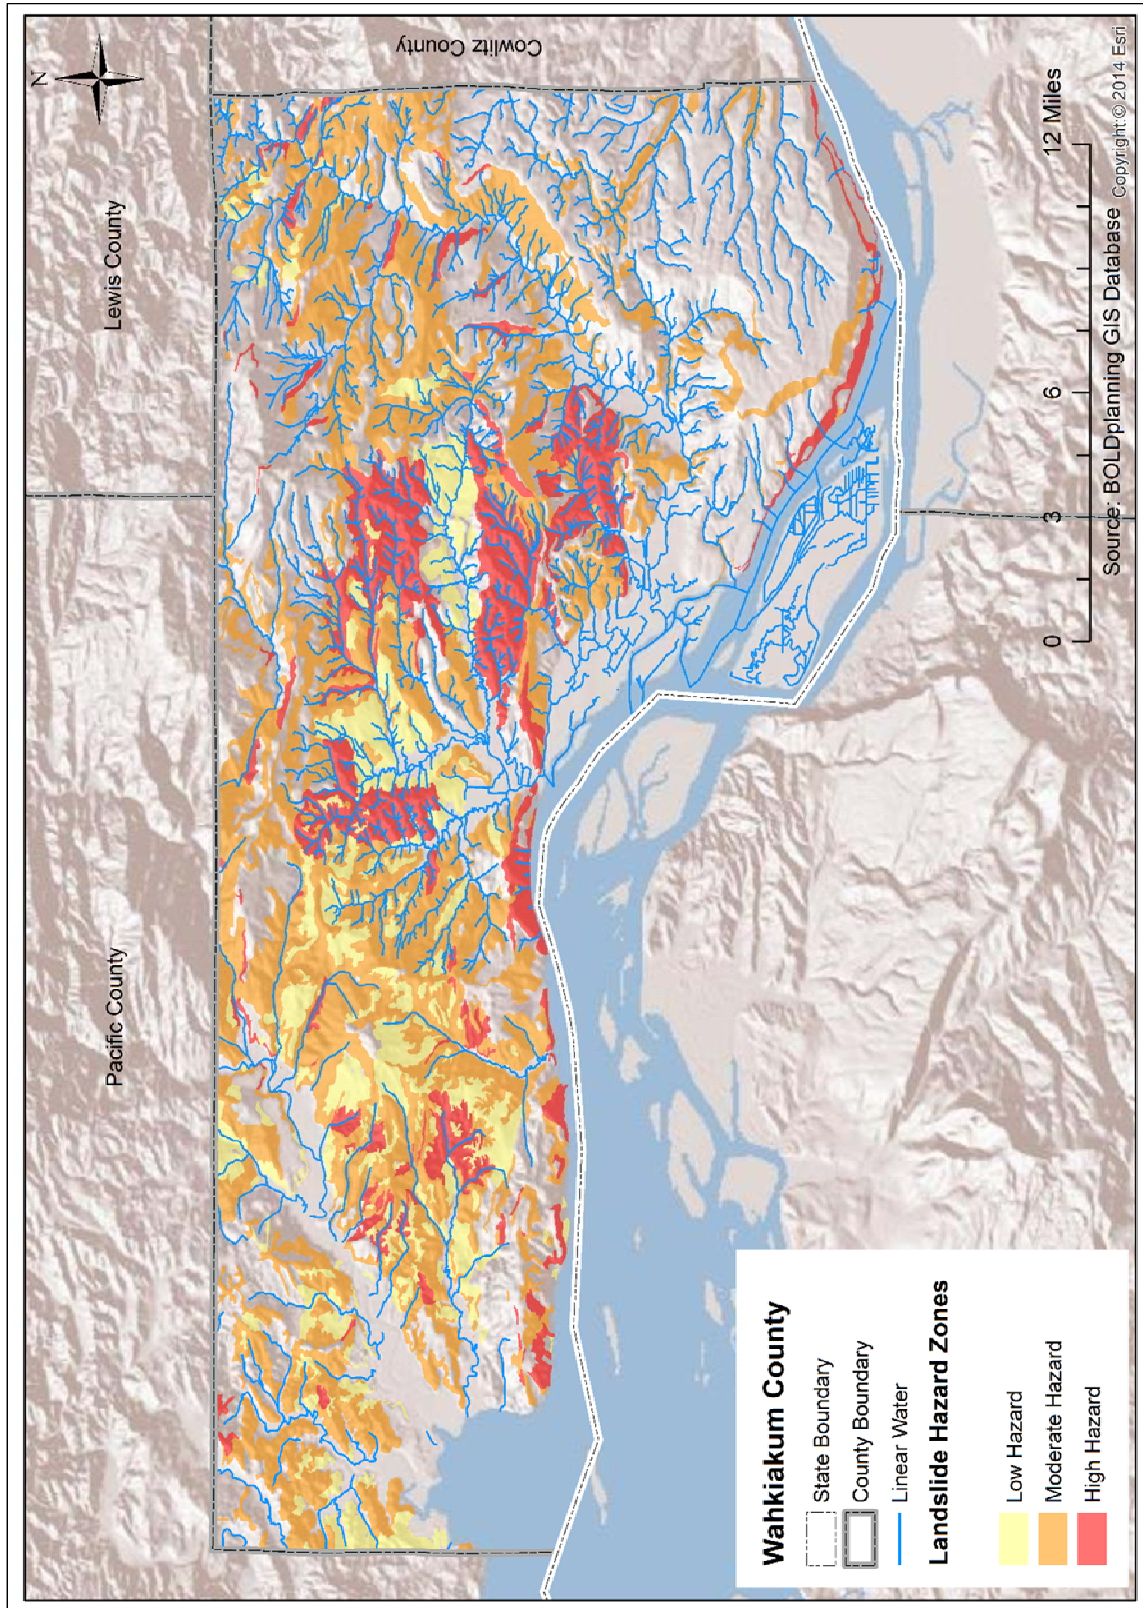 N
Pacific County
Lewis County
Cowlitz County
Wahkiakum County
State Boundary
County Boundary
Linear Water
Landslide Hazard Zones
Low Hazard
Moderate Hazard
High Hazard
0 3 6 12 Miles
Source: BOLDplanning GIS Database Copyright:© 2014 Esri